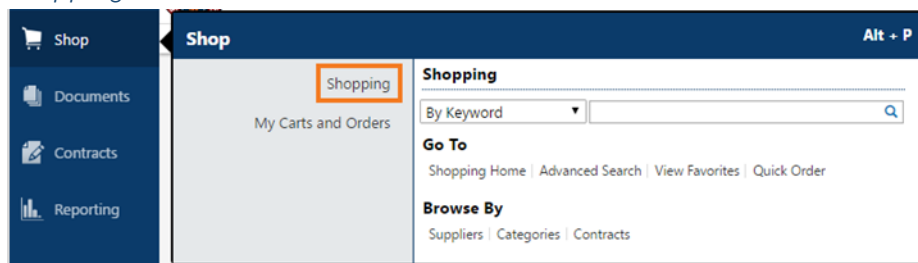 Shop
Documents
Contracts
Reporting
Shop
Alt + P
Shopping
My Carts and Orders
Shopping
By Keyword
Go To
Shopping Home | Advanced Search | View Favorites | Quick Order
Browse By
Suppliers | Categories | Contracts